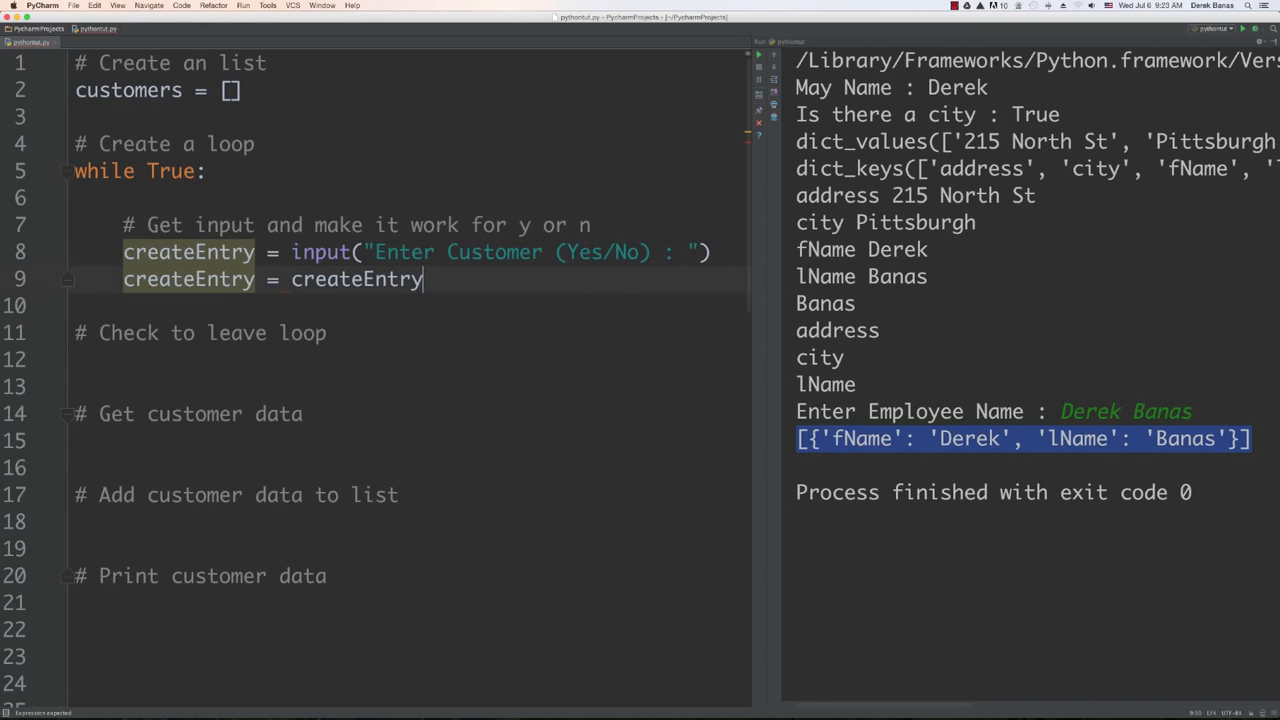 PyCharm File Edit View Navigate Code Refactor Run Tools VCS Window Help
10 Wed Jul 6 9:23 AM Derek Banas
pythontut.py - PyCharmProjects - [~/PycharmProjects]
PycharmProjects pythontut.py
pythontut
pythontut.py
Run pythontut
1 # Create an list
2 customers = []
3
4 # Create a loop
5 while True:
6
7 # Get input and make it work for y or n
8 createEntry = input("Enter Customer (Yes/No) : ")
9 createEntry = createEntry
10
11 # Check to leave loop
12
13
14 # Get customer data
15
16
17 # Add customer data to list
18
19
20 # Print customer data
21
22
23
24
/Library/Frameworks/Python.framework/Vers
May Name : Derek
Is there a city : True
dict_values(['215 North St', 'Pittsburgh
dict_keys(['address', 'city', 'fName', 'l
address 215 North St
city Pittsburgh
fName Derek
lName Banas
Banas
address
city
lName
Enter Employee Name : Derek Banas
[{'fName': 'Derek', 'lName': 'Banas'}]
Process finished with exit code 0
Expression expected
9:30 LF UTF-8